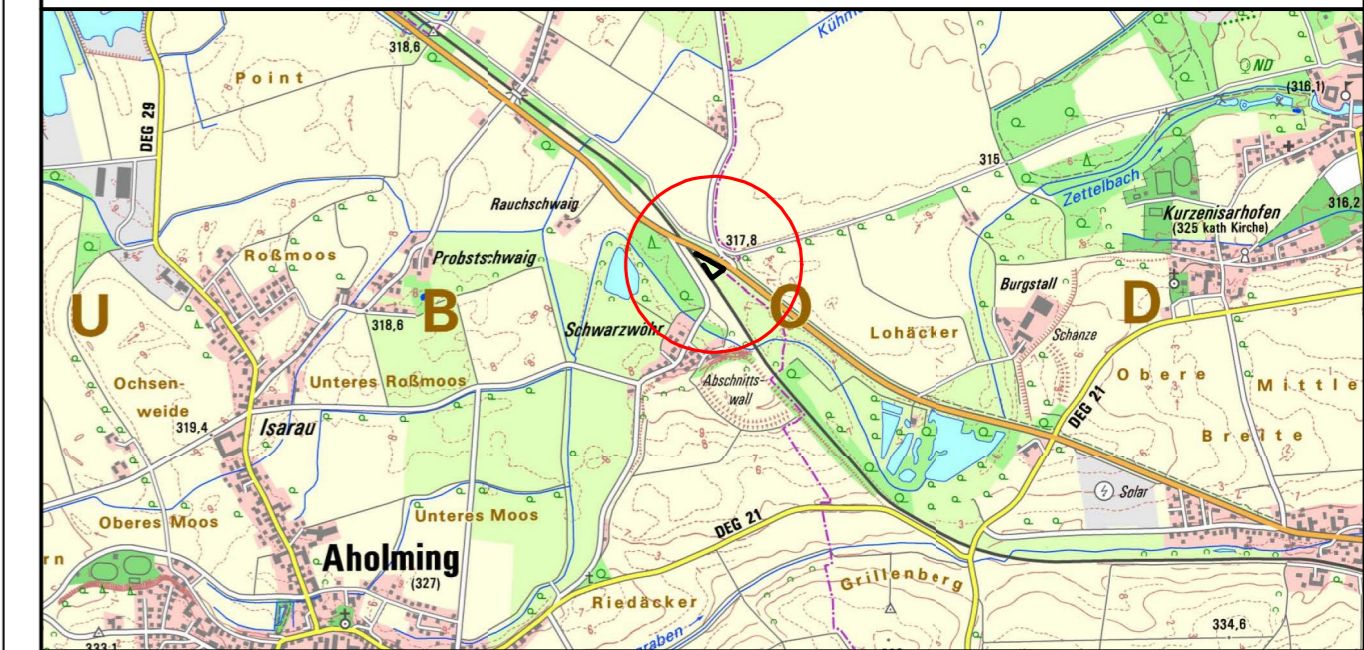 318,6
Point
Kühm
ND
(316,1)
DEG 29
315
Zettelbach
Rauchschwaig
Kurzenisarhofen
(325 kath Kirche)
316,2
317,8
Roßmoos
Probstschwaig
Burgstall
U
B
O
D
318,6
Schwarzwöhr
Lohäcker
Schanze
Ochsen-
weide
Unteres Roßmoos
Abschnitts-
wall
Obere
Mittle
319,4
Isarau
DEG 21
Breite
Solar
Oberes Moos
Unteres Moos
DEG 21
rn
Aholming
(327)
Grillenberg
Riedäcker
334,6
raben
333,1